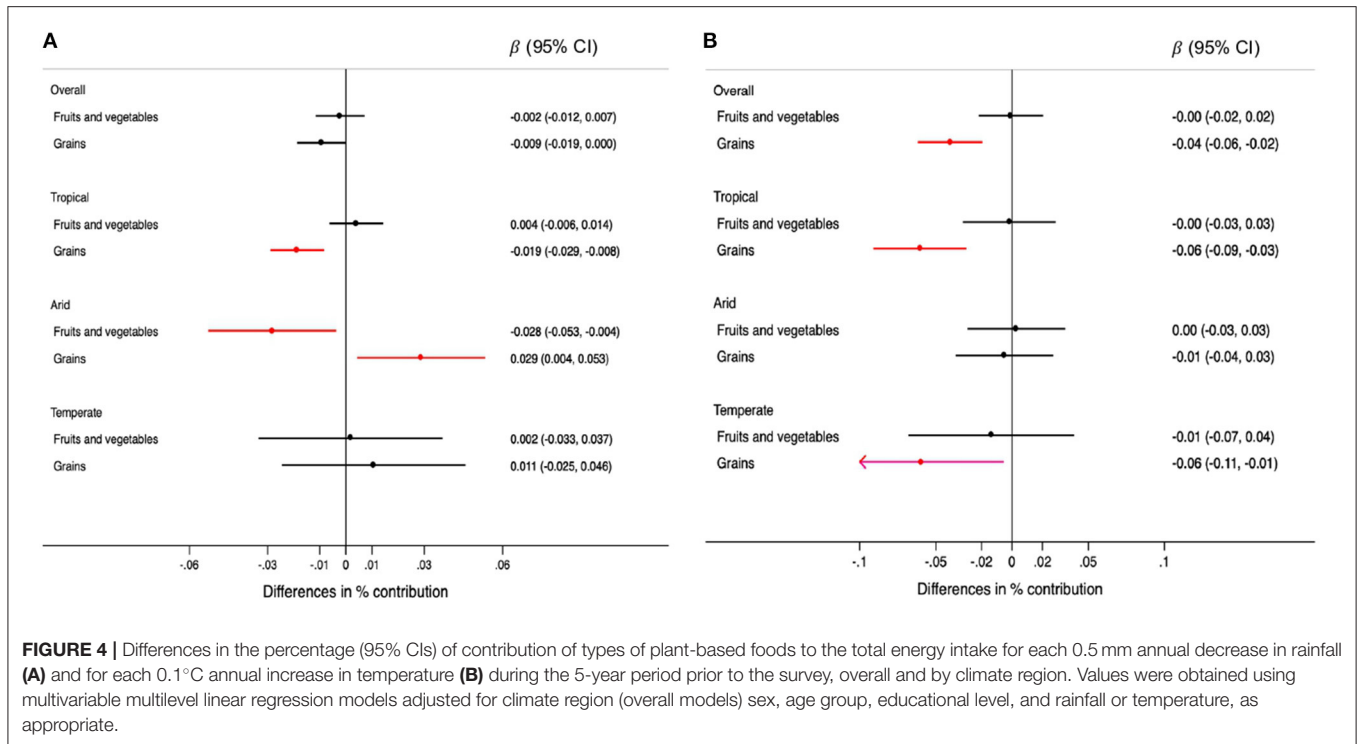 A
β (95% CI)
Overall
Fruits and vegetables -0.002 (-0.012, 0.007)
Grains -0.009 (-0.019, 0.000)
Tropical
Fruits and vegetables 0.004 (-0.006, 0.014)
Grains -0.019 (-0.029, -0.008)
Arid
Fruits and vegetables -0.028 (-0.053, -0.004)
Grains 0.029 (0.004, 0.053)
Temperate
Fruits and vegetables 0.002 (-0.033, 0.037)
Grains 0.011 (-0.025, 0.046)
-.06 -.03 -.01 0 .01 .03 .06
Differences in % contribution
B
β (95% CI)
Overall
Fruits and vegetables -0.00 (-0.02, 0.02)
Grains -0.04 (-0.06, -0.02)
Tropical
Fruits and vegetables -0.00 (-0.03, 0.03)
Grains -0.06 (-0.09, -0.03)
Arid
Fruits and vegetables 0.00 (-0.03, 0.03)
Grains -0.01 (-0.04, 0.03)
Temperate
Fruits and vegetables -0.01 (-0.07, 0.04)
Grains -0.06 (-0.11, -0.01)
-.1 -.05 -.02 0 .02 .05 .1
Differences in % contribution
FIGURE 4 | Differences in the percentage (95% CIs) of contribution of types of plant-based foods to the total energy intake for each 0.5 mm annual decrease in rainfall
(A) and for each 0.1°C annual increase in temperature (B) during the 5-year period prior to the survey, overall and by climate region. Values were obtained using
multivariable multilevel linear regression models adjusted for climate region (overall models) sex, age group, educational level, and rainfall or temperature, as
appropriate.